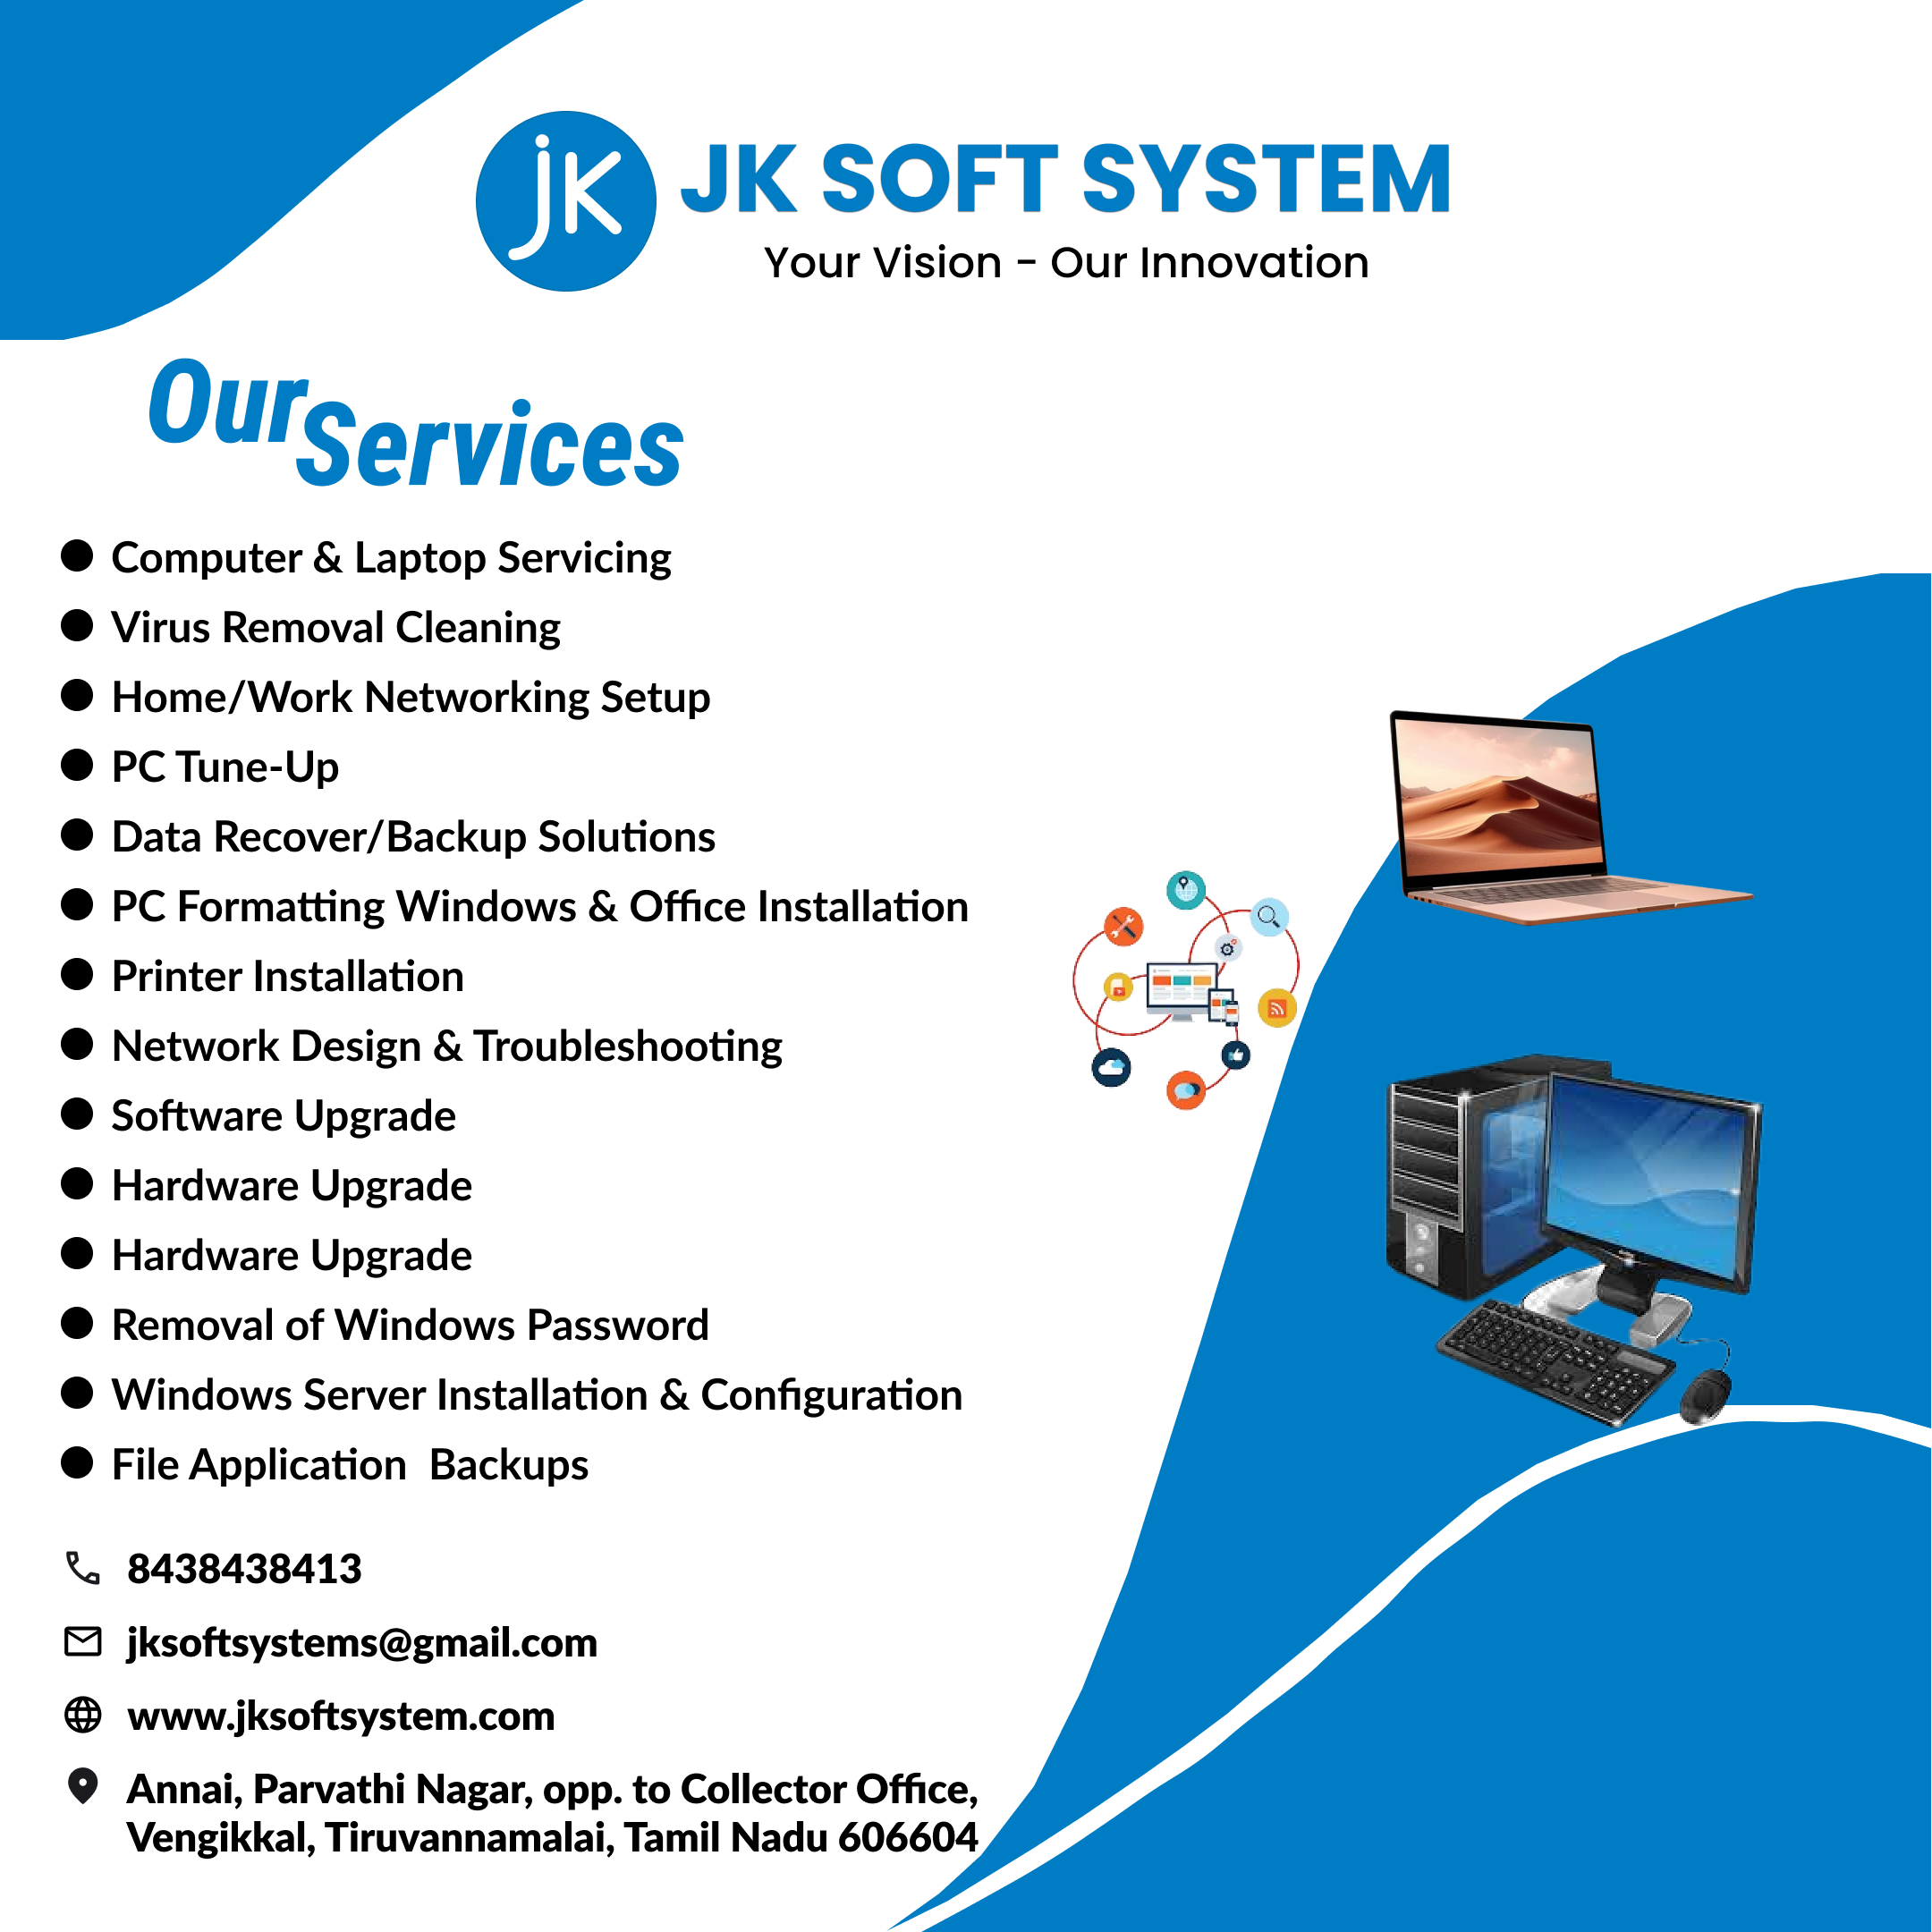 jK
JK SOFT SYSTEM
Your Vision - Our Innovation
Our Services
Computer & Laptop Servicing
Virus Removal Cleaning
Home/Work Networking Setup
PC Tune-Up
Data Recover/Backup Solutions
PC Formatting Windows & Office Installation
Printer Installation
Network Design & Troubleshooting
Software Upgrade
Hardware Upgrade
Hardware Upgrade
Removal of Windows Password
Windows Server Installation & Configuration
File Application  Backups
8438438413
jksoftsystems@gmail.com
www.jksoftsystem.com
Annai, Parvathi Nagar, opp. to Collector Office,
Vengikkal, Tiruvannamalai, Tamil Nadu 606604